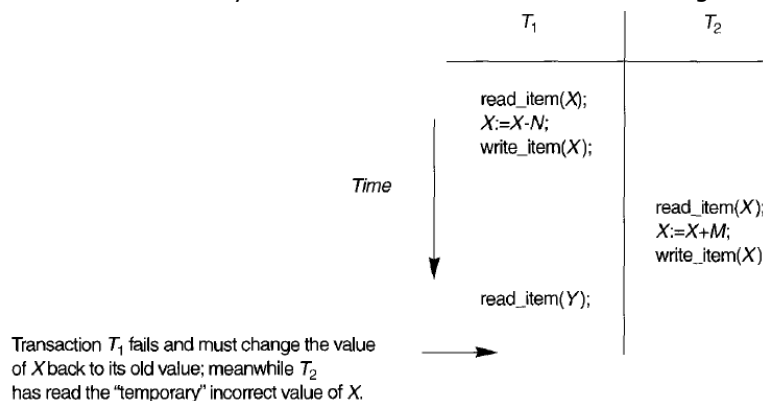 T₁ T₂
read_item(X);
X:=X-N;
write_item(X);
Time
read_item(X);
X:=X+M;
write_item(X)
read_item(Y);
Transaction T₁ fails and must change the value
of X back to its old value; meanwhile T₂
has read the “temporary” incorrect value of X.